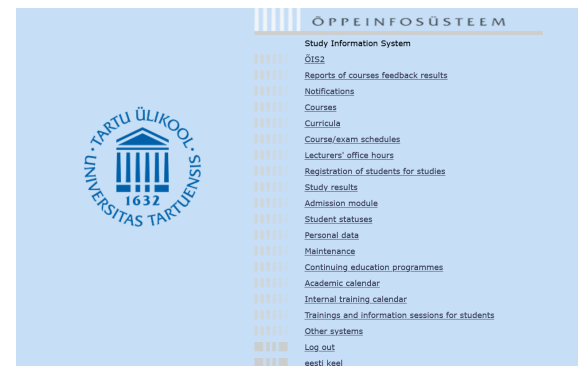 ÕPPEINFOSÜSTEEM
Study Information System
ÕIS2
Reports of courses feedback results
Notifications
Courses
Curricula
Course/exam schedules
Lecturers' office hours
Registration of students for studies
Study results
Admission module
Student statuses
Personal data
Maintenance
Continuing education programmes
Academic calendar
Internal training calendar
Trainings and information sessions for students
Other systems
Log out
eesti keel
TARTU ÜLIKOOL
UNIVERSITAS TARTUENSIS
1632